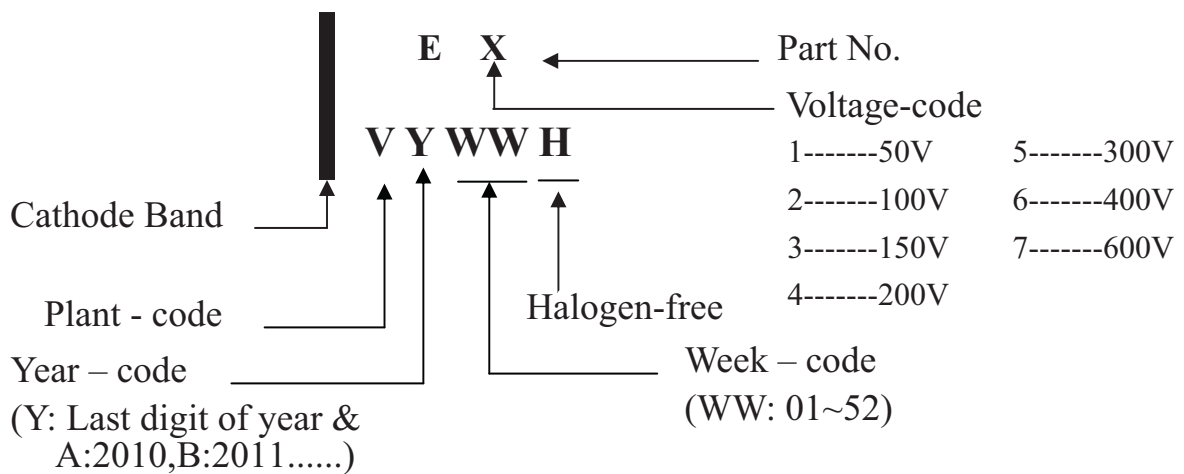 E X
Part No.
Voltage-code
V Y WW H
1-------50V 5-------300V
2-------100V 6-------400V
3-------150V 7-------600V
4-------200V
Cathode Band
Plant - code
Halogen-free
Year – code
Week – code
(Y: Last digit of year &
(WW: 01~52)
A:2010,B:2011......)